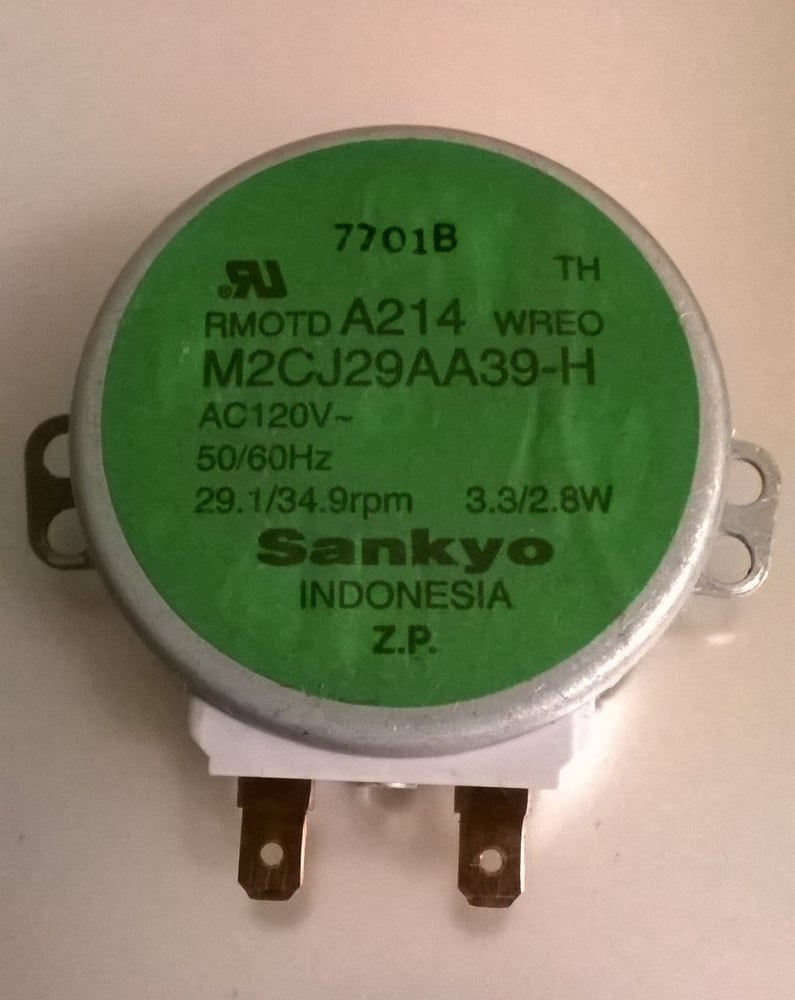 7701B
TH
RMOTD A214 WREO
M2CJ29AA39-H
AC120V~
50/60Hz
29.1/34.9rpm 3.3/2.8W
Sankyo
INDONESIA
Z.P.